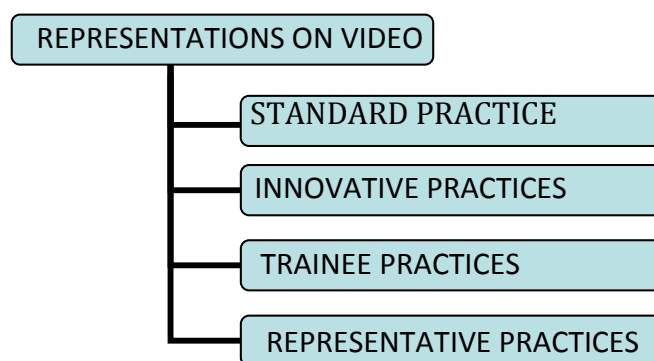 REPRESENTATIONS ON VIDEO
STANDARD PRACTICE
INNOVATIVE PRACTICES
TRAINEE PRACTICES
REPRESENTATIVE PRACTICES